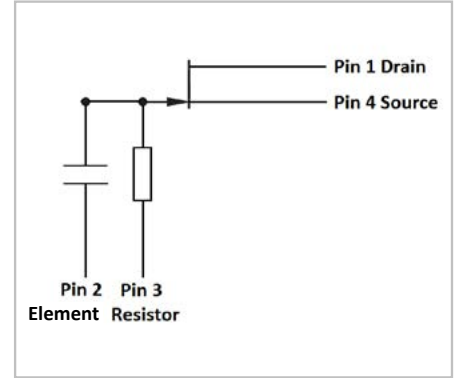 Pin 1 Drain
Pin 4 Source
Pin 2 Pin 3
Element Resistor